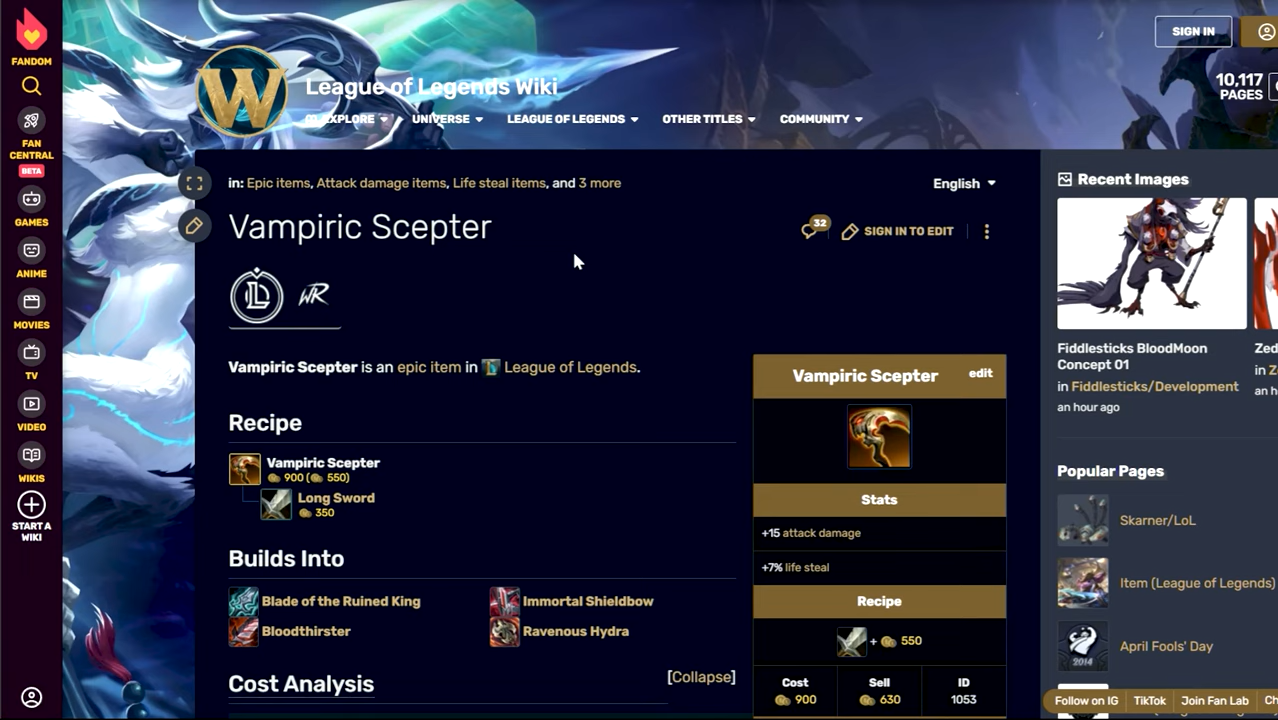 FANDOM
FAN
CENTRAL
BETA
GAMES
ANIME
MOVIES
TV
VIDEO
WIKIS
START A
WIKI
W
League of Legends Wiki
EXPLORE
UNIVERSE
LEAGUE OF LEGENDS
OTHER TITLES
COMMUNITY
SIGN IN
10,117
PAGES
in: Epic items, Attack damage items, Life steal items, and 3 more
English
Vampiric Scepter
32
SIGN IN TO EDIT
L
WR
Vampiric Scepter is an epic item in League of Legends.
Recipe
Vampiric Scepter
900 ( 550)
Long Sword
350
Builds Into
Blade of the Ruined King
Immortal Shieldbow
Bloodthirster
Ravenous Hydra
Cost Analysis
[Collapse]
Vampiric Scepter
edit
Stats
+15 attack damage
+7% life steal
Recipe
+ 550
Cost
Sell
ID
900
630
1053
Recent Images
Fiddlesticks BloodMoon
Concept 01
in Fiddlesticks/Development
an hour ago
Zed
in Z
an h
Popular Pages
Skarner/LoL
Item (League of Legends)
April Fools' Day
2014
Follow on IG
TikTok
Join Fan Lab
Ch